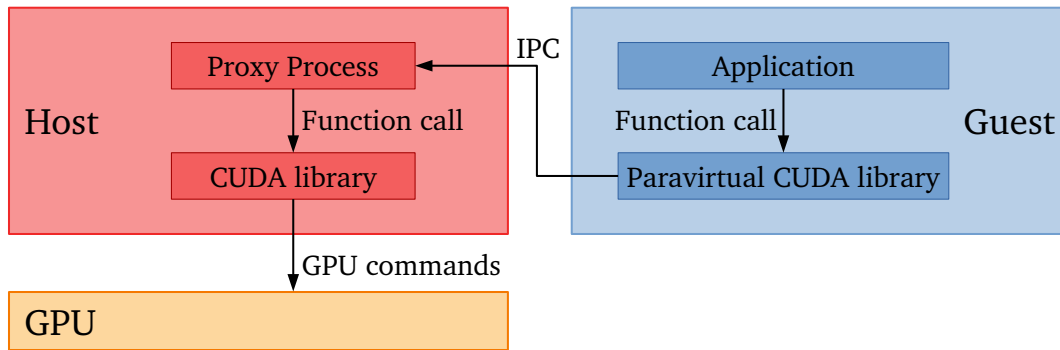 Host
Proxy Process
Function call
CUDA library
IPC
Application
Function call
Paravirtual CUDA library
Guest
GPU commands
GPU